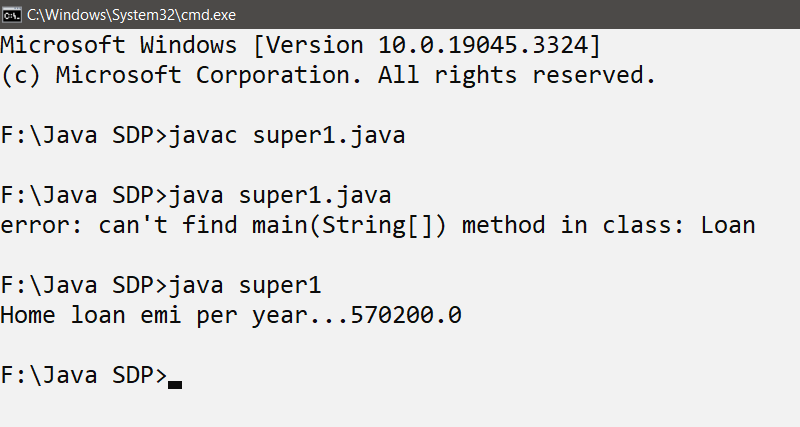 C:\Windows\System32\cmd.exe
Microsoft Windows [Version 10.0.19045.3324]
(c) Microsoft Corporation. All rights reserved.
F:\Java SDP>javac super1.java
F:\Java SDP>java super1.java
error: can't find main(String[]) method in class: Loan
F:\Java SDP>java super1
Home loan emi per year...570200.0
F:\Java SDP>